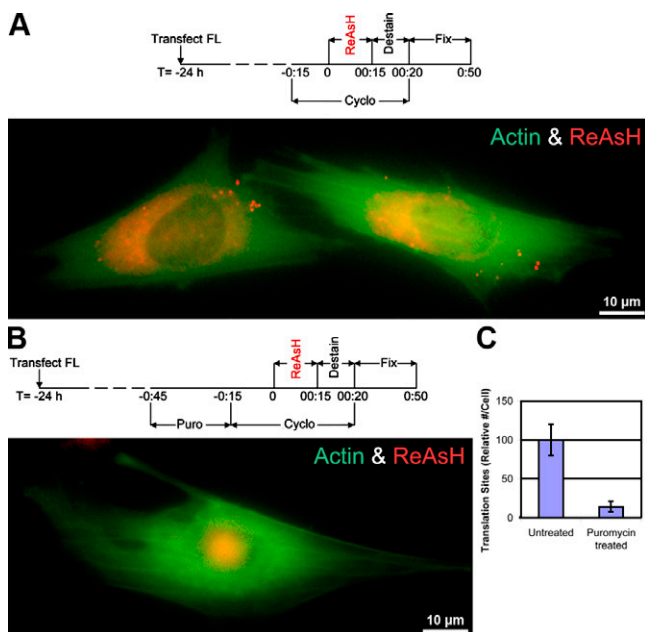 A
ReAsH
Destain
Transfect FL
Fix
T= -24 h
-0:15
0
00:15
00:20
0:50
Cyclo
Actin & ReAsH
10 µm
B
ReAsH
Destain
Transfect FL
Fix
T= -24 h
-0:45
-0:15
0
00:15
00:20
0:50
Puro
Cyclo
Actin & ReAsH
10 µm
C
Translation Sites (Relative #/Cell)
150
100
50
0
Untreated
Puromycin
treated